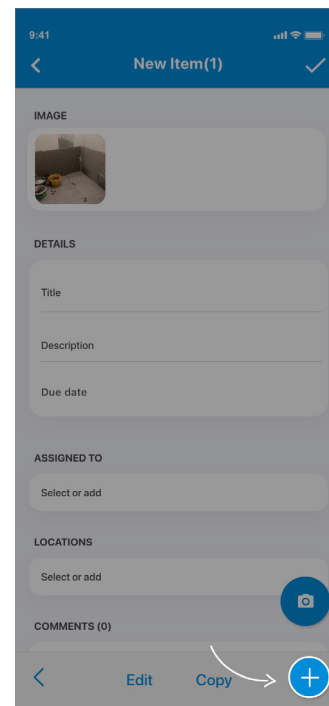 9:41
New Item(1)
IMAGE
DETAILS
Title
Description
Due date
ASSIGNED TO
Select or add
LOCATIONS
Select or add
COMMENTS (0)
Edit Copy